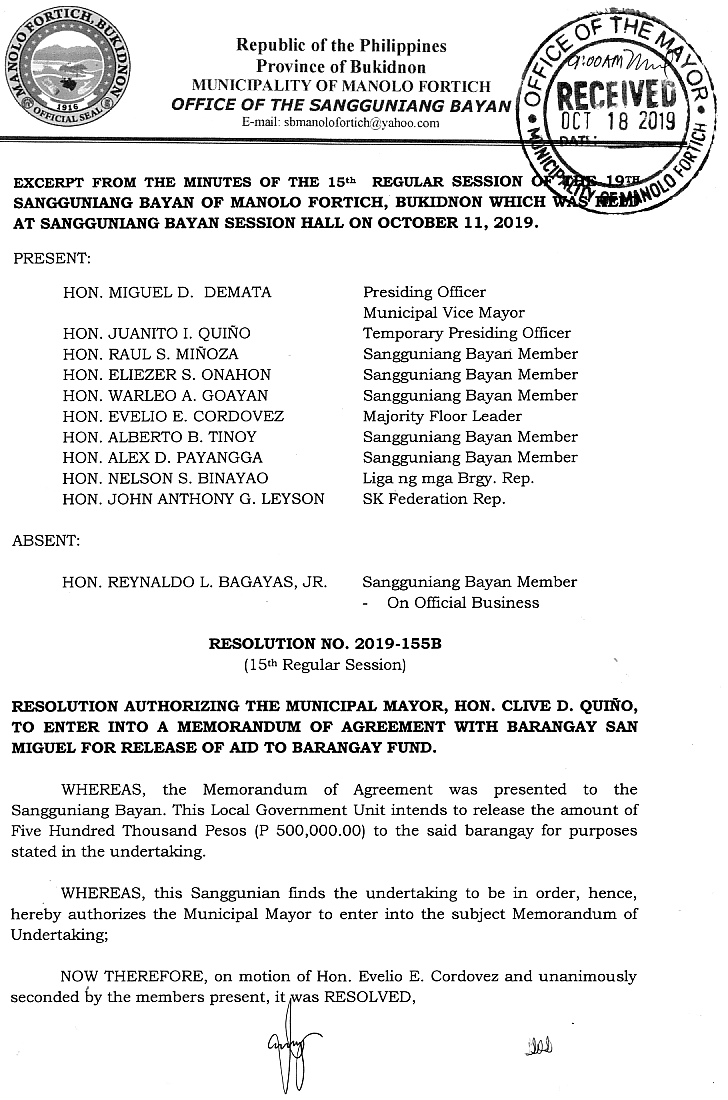 MANOLO FORTICH, BUKIDNON
1916
OFFICIAL SEAL
Republic of the Philippines
Province of Bukidnon
MUNICIPALITY OF MANOLO FORTICH
OFFICE OF THE SANGGUNIANG BAYAN
E-mail: sbmanolofortich@yahoo.com
OFFICE OF THE MAYOR
9:00AM
RECEIVED
OCT 18 2019
DATE:
MUNICIPALITY OF MANOLO FORTICH
EXCERPT FROM THE MINUTES OF THE 15th REGULAR SESSION OF THE 19TH
SANGGUNIANG BAYAN OF MANOLO FORTICH, BUKIDNON WHICH WAS HELD
AT SANGGUNIANG BAYAN SESSION HALL ON OCTOBER 11, 2019.
PRESENT:
HON. MIGUEL D. DEMATA Presiding Officer
Municipal Vice Mayor
HON. JUANITO I. QUIÑO Temporary Presiding Officer
HON. RAUL S. MIÑOZA Sangguniang Bayan Member
HON. ELIEZER S. ONAHON Sangguniang Bayan Member
HON. WARLEO A. GOAYAN Sangguniang Bayan Member
HON. EVELIO E. CORDOVEZ Majority Floor Leader
HON. ALBERTO B. TINOY Sangguniang Bayan Member
HON. ALEX D. PAYANGGA Sangguniang Bayan Member
HON. NELSON S. BINAYAO Liga ng mga Brgy. Rep.
HON. JOHN ANTHONY G. LEYSON SK Federation Rep.
ABSENT:
HON. REYNALDO L. BAGAYAS, JR. Sangguniang Bayan Member
- On Official Business
RESOLUTION NO. 2019-155B
(15th Regular Session)
RESOLUTION AUTHORIZING THE MUNICIPAL MAYOR, HON. CLIVE D. QUIÑO,
TO ENTER INTO A MEMORANDUM OF AGREEMENT WITH BARANGAY SAN
MIGUEL FOR RELEASE OF AID TO BARANGAY FUND.
WHEREAS, the Memorandum of Agreement was presented to the
Sangguniang Bayan. This Local Government Unit intends to release the amount of
Five Hundred Thousand Pesos (P 500,000.00) to the said barangay for purposes
stated in the undertaking.
WHEREAS, this Sanggunian finds the undertaking to be in order, hence,
hereby authorizes the Municipal Mayor to enter into the subject Memorandum of
Undertaking;
NOW THEREFORE, on motion of Hon. Evelio E. Cordovez and unanimously
seconded by the members present, it was RESOLVED,